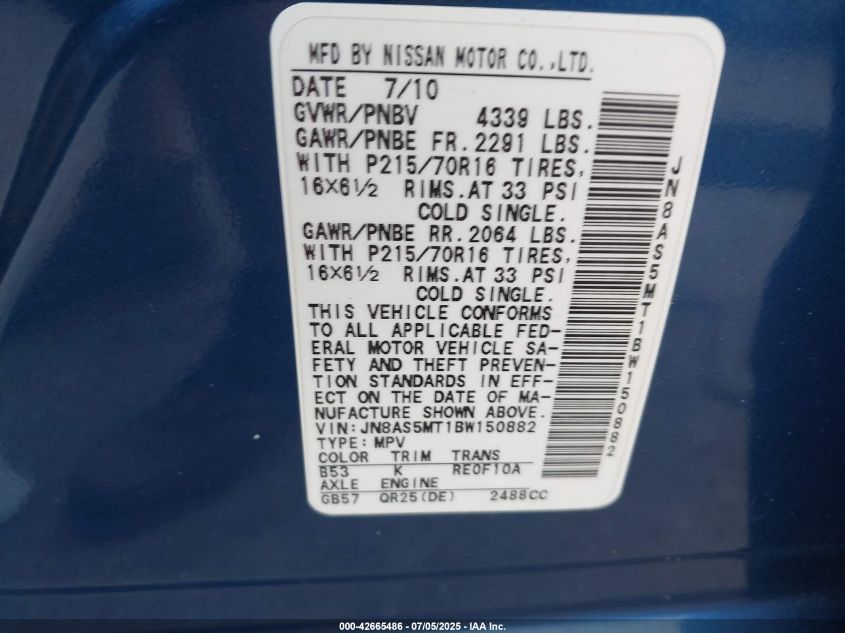 MFD BY NISSAN MOTOR CO.,LTD.
DATE 7/10
GVWR/PNBV 4339 LBS.
GAWR/PNBE FR.2291 LBS.
WITH P215/70R16 TIRES,
16X6½ RIMS.AT 33 PSI
COLD SINGLE.
GAWR/PNBE RR.2064 LBS.
WITH P215/70R16 TIRES,
16X6½ RIMS.AT 33 PSI
COLD SINGLE.
THIS VEHICLE CONFORMS
TO ALL APPLICABLE FED-
ERAL MOTOR VEHICLE SA-
FETY AND THEFT PREVEN-
TION STANDARDS IN EFF-
ECT ON THE DATE OF MA-
NUFACTURE SHOWN ABOVE.
VIN:JN8AS5MT1BW150882
TYPE:MPV
COLOR TRIM TRANS
B53 K RE0F10A
AXLE ENGINE
GB57 QR25(DE) 2488CC
JN8AS5MT1BW150882
000-42665486 - 07/05/2025 - IAA Inc.